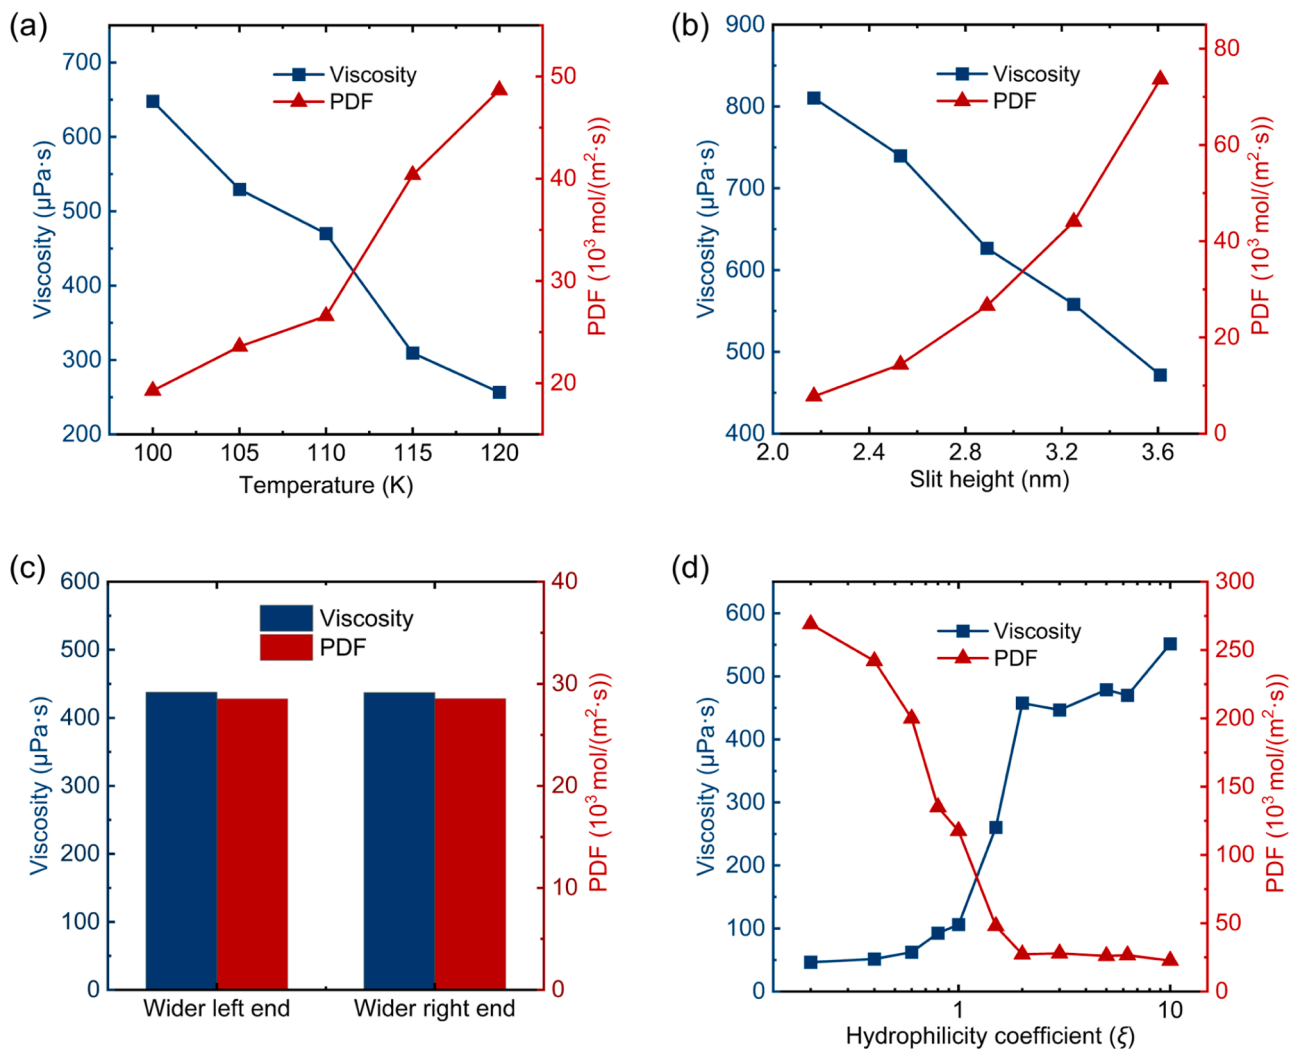 (a)
Viscosity
PDF
700
600
500
400
300
200
50
40
30
20
100
105
110
115
120
Viscosity (μPa·s)
PDF (10³ mol/(m²·s))
Temperature (K)
(b)
Viscosity
PDF
900
800
700
600
500
400
80
60
40
20
0
2.0
2.4
2.8
3.2
3.6
Viscosity (μPa·s)
PDF (10³ mol/(m²·s))
Slit height (nm)
(c)
Viscosity
PDF
600
500
400
300
200
100
0
40
30
20
10
0
Wider left end
Wider right end
Viscosity (μPa·s)
PDF (10³ mol/(m²·s))
(d)
Viscosity
PDF
600
500
400
300
200
100
0
300
250
200
150
100
50
0
1
10
Viscosity (μPa·s)
PDF (10³ mol/(m²·s))
Hydrophilicity coefficient (ξ)